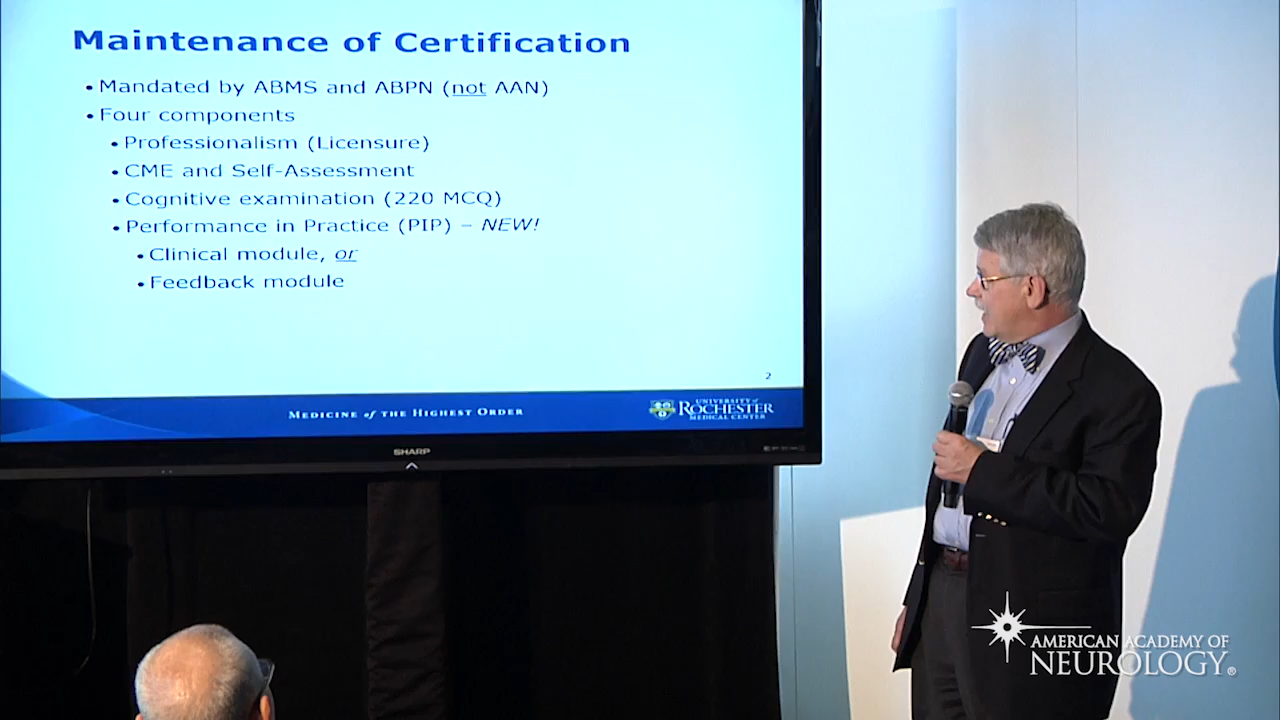 Maintenance of Certification
• Mandated by ABMS and ABPN (not AAN)
• Four components
• Professionalism (Licensure)
• CME and Self-Assessment
• Cognitive examination (220 MCQ)
• Performance in Practice (PIP) – NEW!
• Clinical module, or
• Feedback module
2
MEDICINE of THE HIGHEST ORDER
UNIVERSITY of
ROCHESTER
MEDICAL CENTER
SHARP
AMERICAN ACADEMY OF
NEUROLOGY®